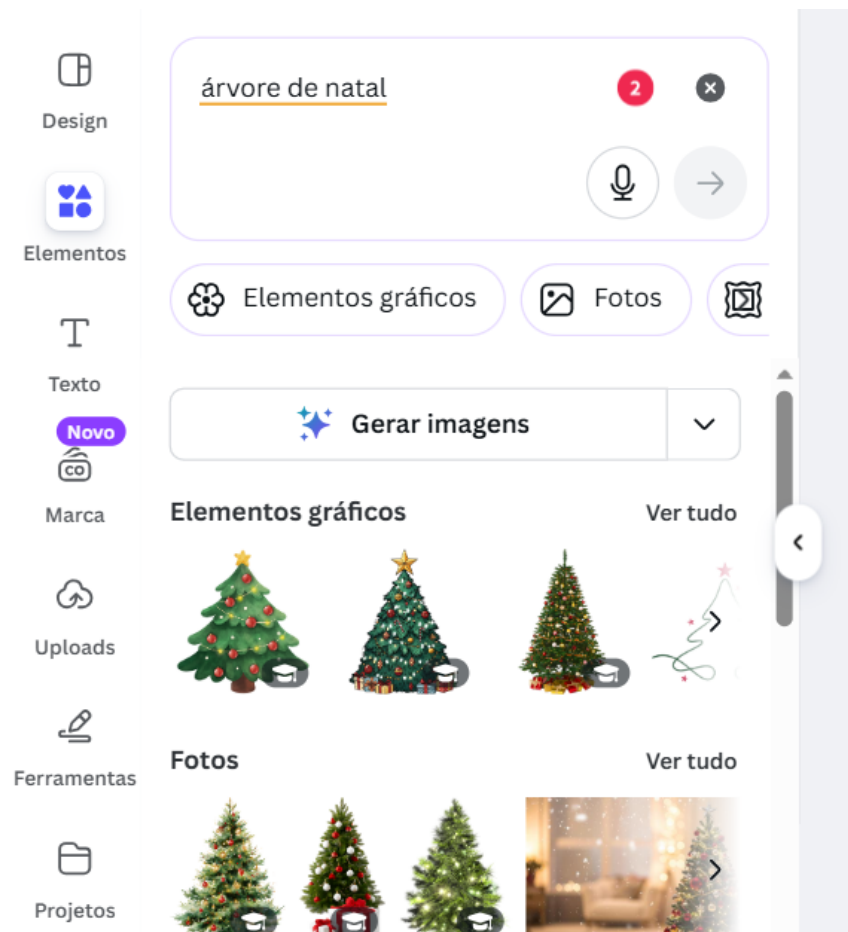 Design
Elementos
Texto
Novo
CO
Marca
Uploads
Ferramentas
Projetos
árvore de natal
2
Elementos gráficos
Fotos
Gerar imagens
Elementos gráficos
Ver tudo
Fotos
Ver tudo